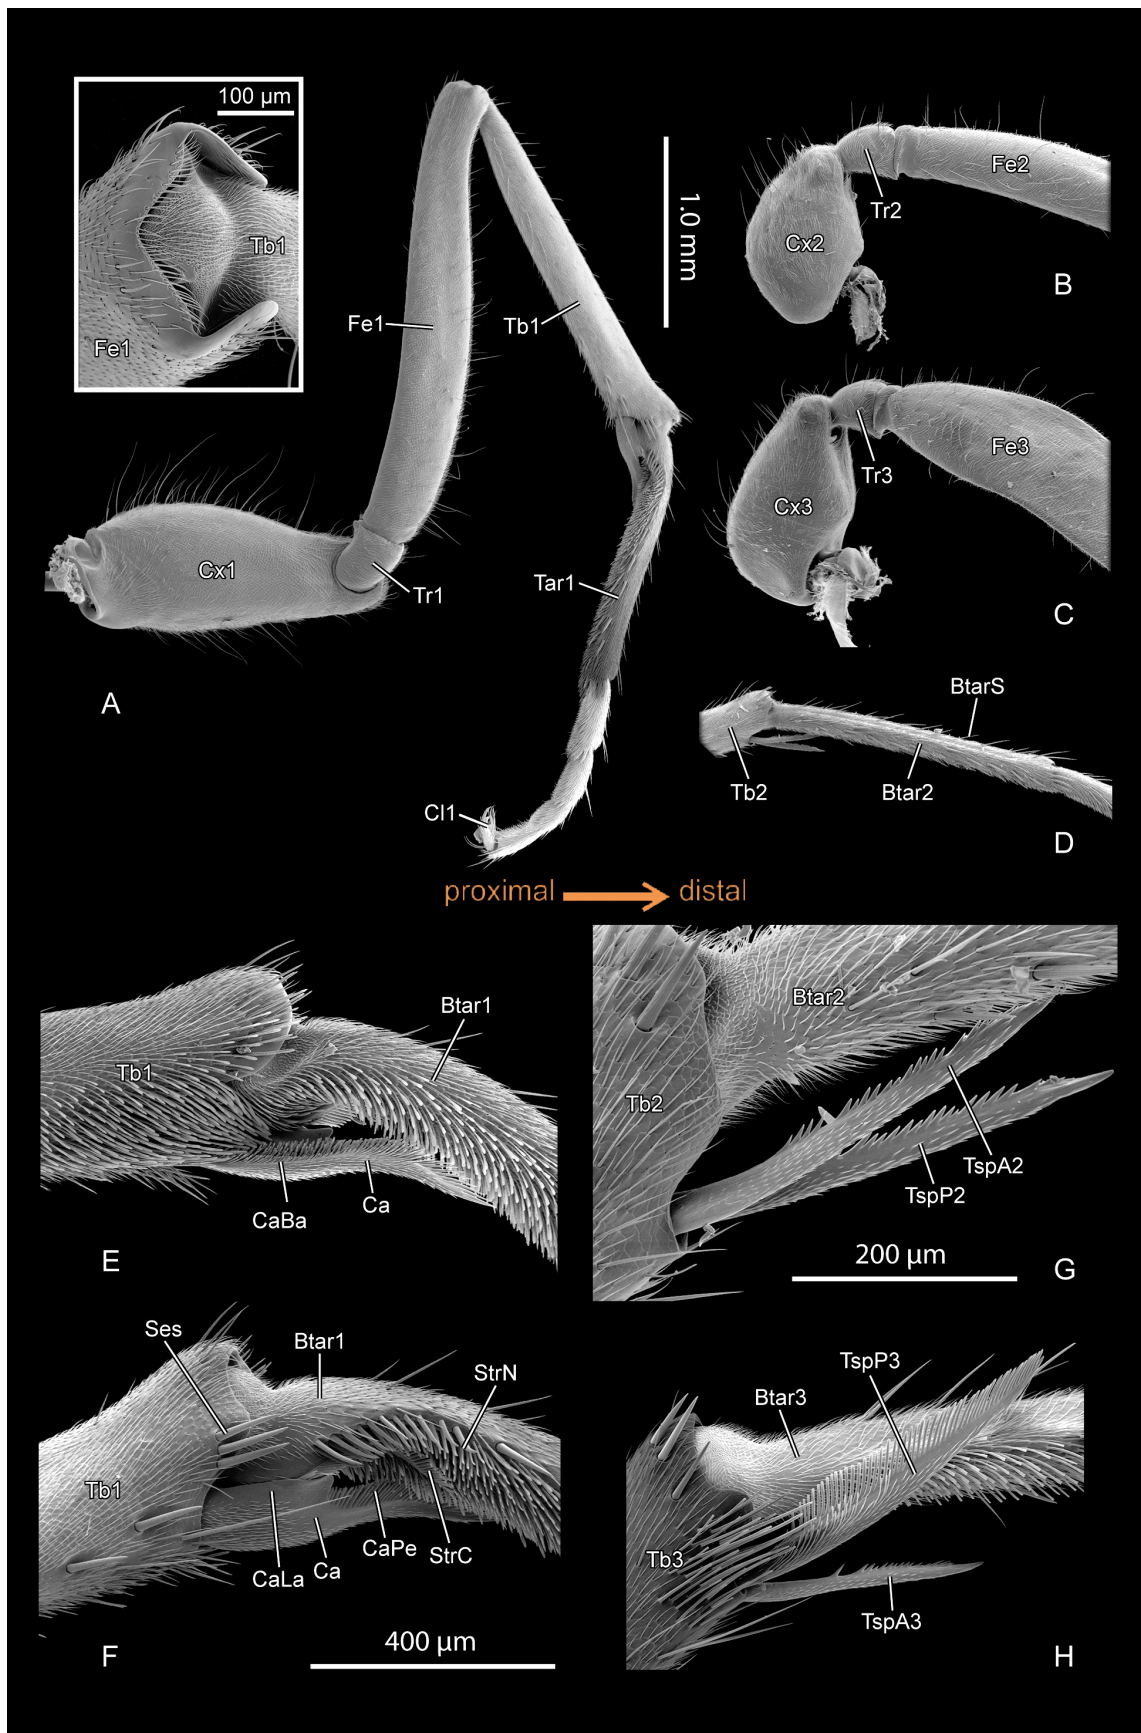 100 μm
Tb1
Fe1
Fe1
Tb1
1.0 mm
Cx1
Tr1
Tar1
Cl1
A
Fe2
Tr2
Cx2
B
Fe3
Tr3
Cx3
C
BtarS
Tb2
Btar2
D
proximal
distal
Btar1
Tb1
CaBa
Ca
E
Btar2
Tb2
TspA2
TspP2
200 μm
G
Ses
Btar1
StrN
Tb1
CaPe
StrC
Ca
CaLa
400 μm
F
TspP3
Btar3
Tb3
TspA3
H